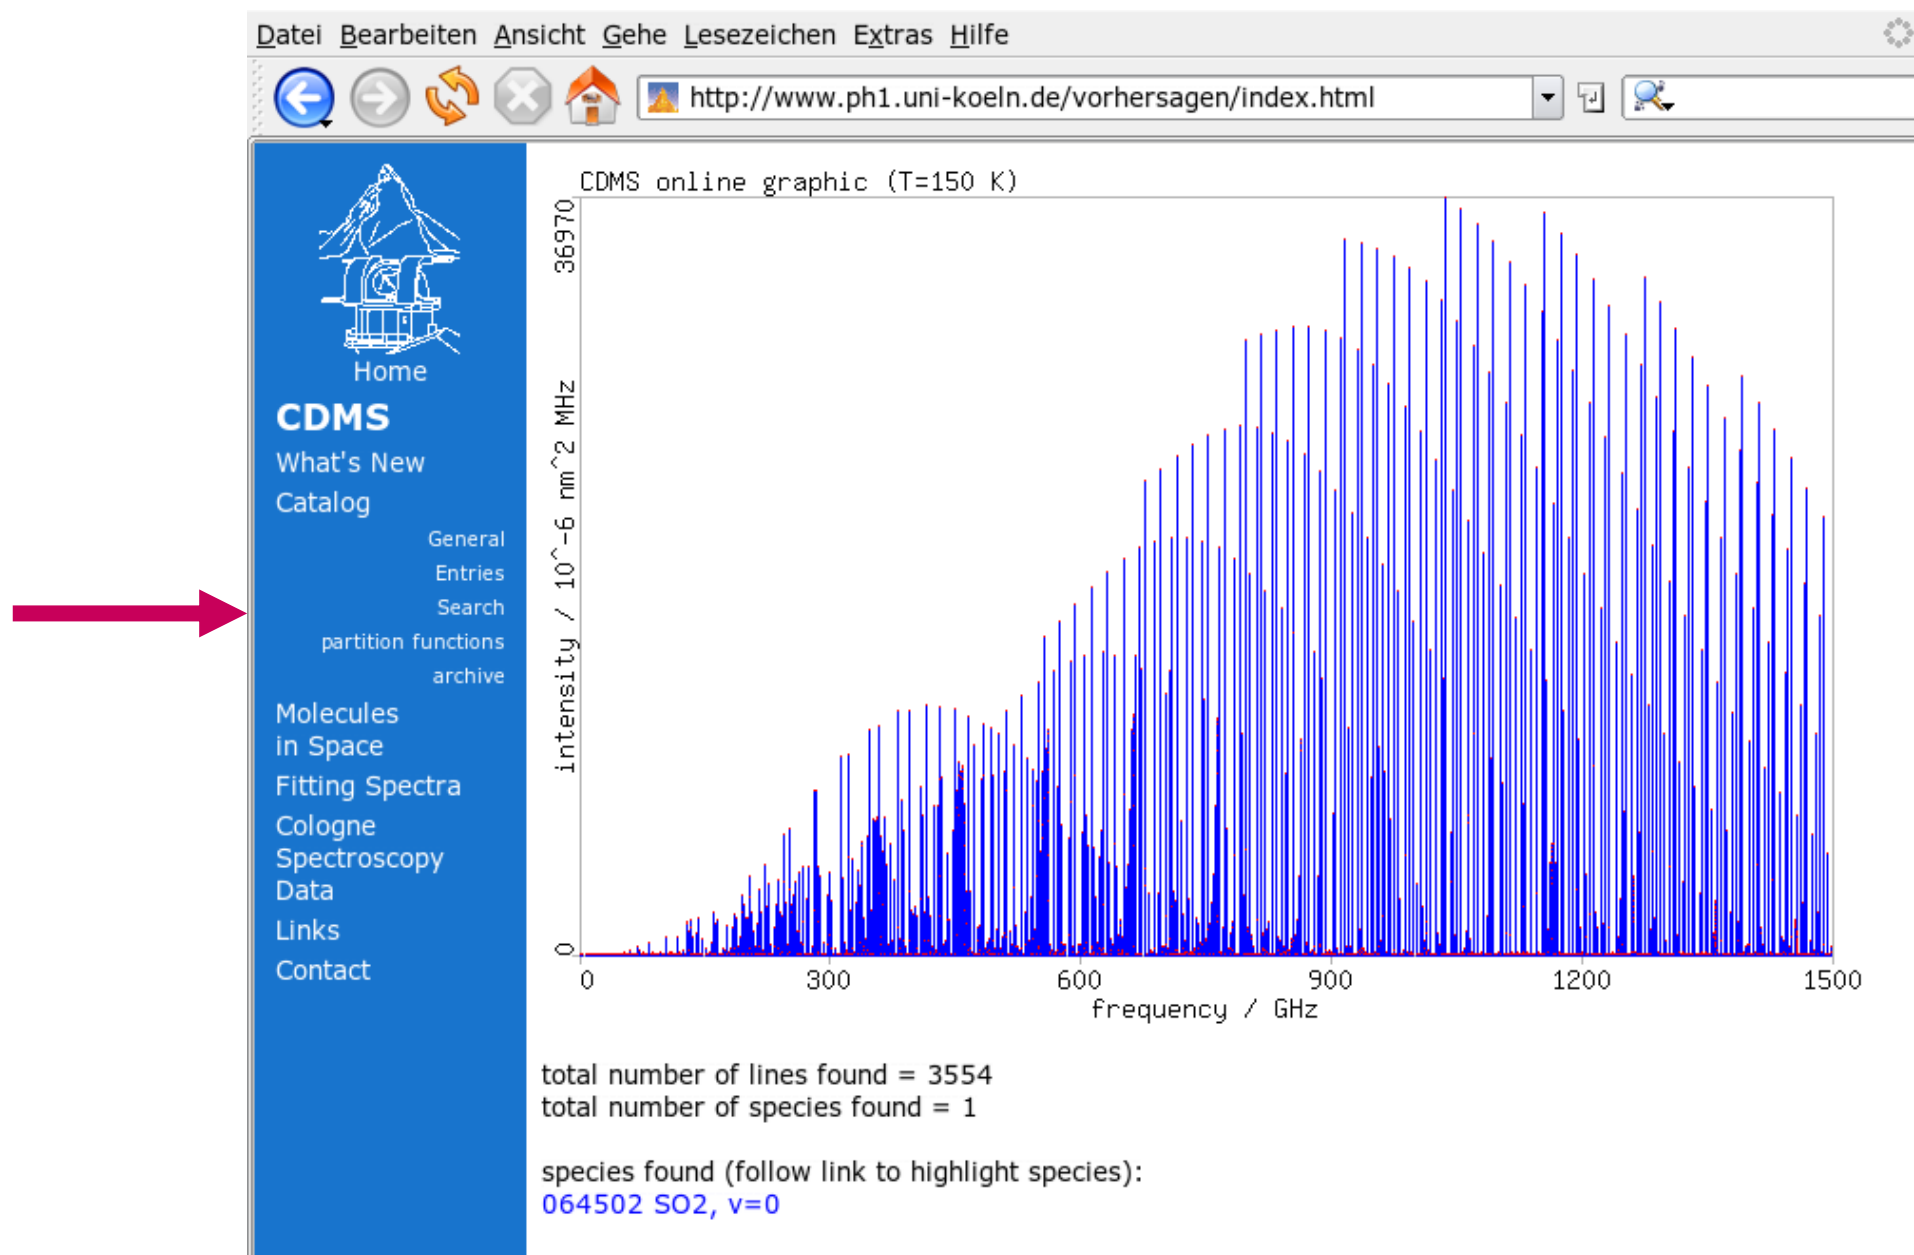 Datei Bearbeiten Ansicht Gehe Lesezeichen Extras Hilfe
http://www.ph1.uni-koeln.de/vorhersagen/index.html
Home
CDMS
What's New
Catalog
General
Entries
Search
partition functions
archive
Molecules
in Space
Fitting Spectra
Cologne
Spectroscopy
Data
Links
Contact
CDMS online graphic (T=150 K)
36970
intensity / 10^-6 nm^2 MHz
0
0 300 600 900 1200 1500
frequency / GHz
total number of lines found = 3554
total number of species found = 1
species found (follow link to highlight species):
064502 SO2, v=0